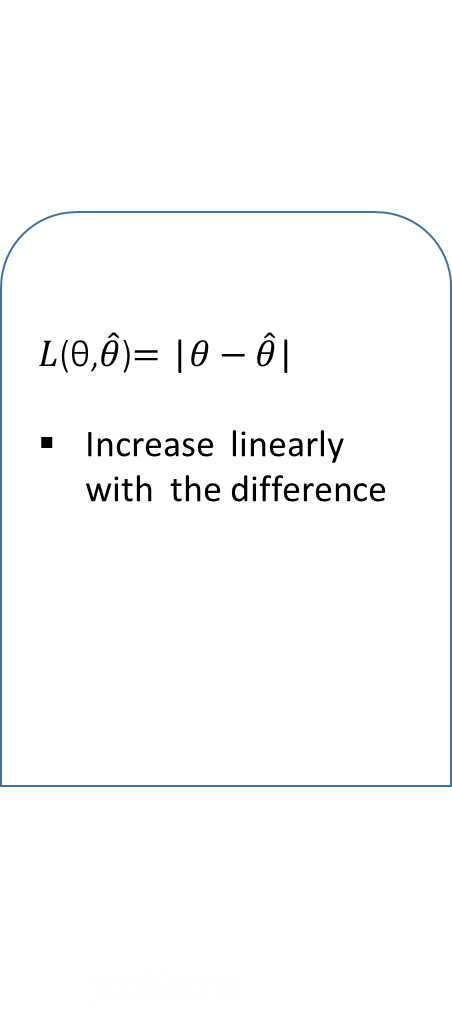 L(θ,θ̂)= |θ − θ̂|
▪ Increase linearly
with the difference